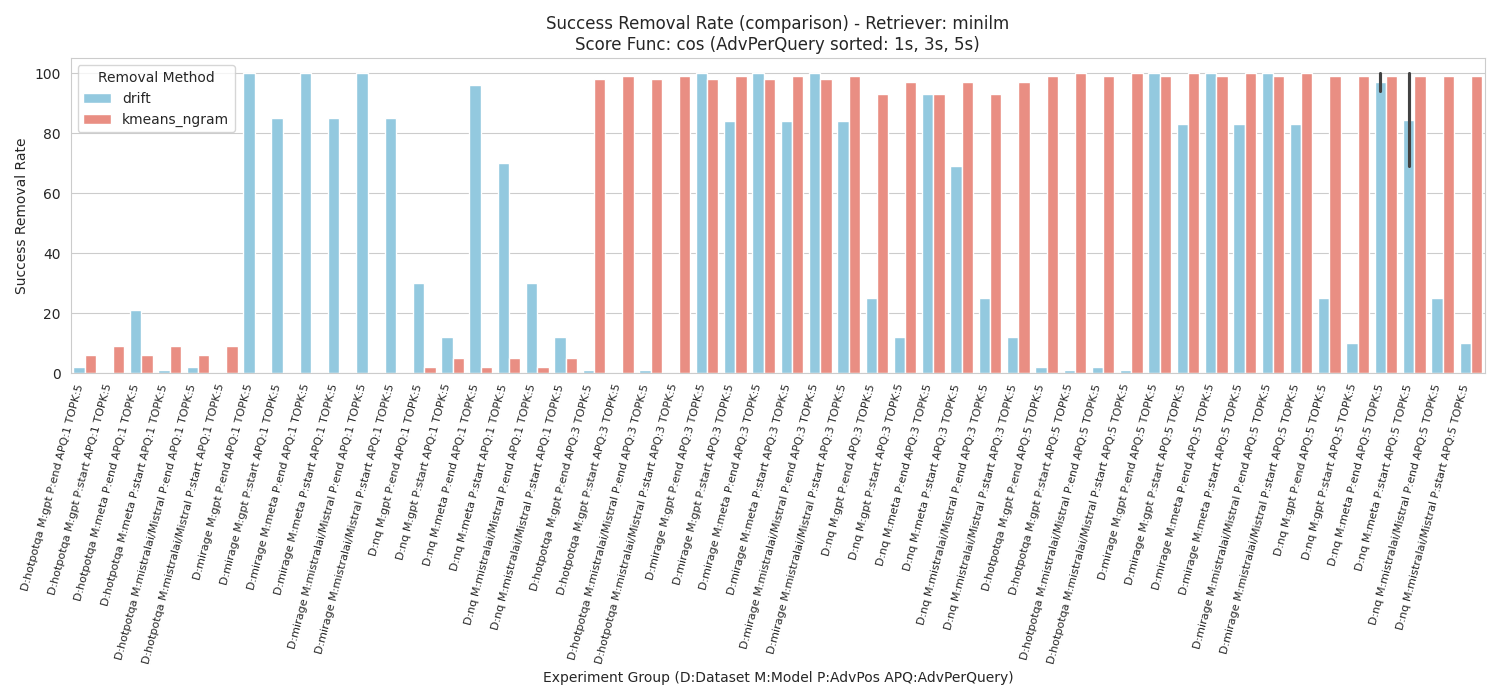 Success Removal Rate (comparison) - Retriever: minilm
Score Func: cos (AdvPerQuery sorted: 1s, 3s, 5s)
Removal Method
drift
kmeans_ngram
Success Removal Rate
100
80
60
40
20
0
D:hotpotqa M:gpt P:end APQ:1 TOPK:5
D:hotpotqa M:gpt P:start APQ:1 TOPK:5
D:hotpotqa M:meta P:end APQ:1 TOPK:5
D:hotpotqa M:meta P:start APQ:1 TOPK:5
D:hotpotqa M:mistralai/Mistral P:end APQ:1 TOPK:5
D:hotpotqa M:mistralai/Mistral P:start APQ:1 TOPK:5
D:mirage M:gpt P:end APQ:1 TOPK:5
D:mirage M:gpt P:start APQ:1 TOPK:5
D:mirage M:meta P:end APQ:1 TOPK:5
D:mirage M:meta P:start APQ:1 TOPK:5
D:mirage M:mistralai/Mistral P:end APQ:1 TOPK:5
D:mirage M:mistralai/Mistral P:start APQ:1 TOPK:5
D:nq M:gpt P:end APQ:1 TOPK:5
D:nq M:gpt P:start APQ:1 TOPK:5
D:nq M:meta P:end APQ:1 TOPK:5
D:nq M:meta P:start APQ:1 TOPK:5
D:nq M:mistralai/Mistral P:end APQ:1 TOPK:5
D:nq M:mistralai/Mistral P:start APQ:1 TOPK:5
D:hotpotqa M:gpt P:end APQ:3 TOPK:5
D:hotpotqa M:gpt P:start APQ:3 TOPK:5
D:hotpotqa M:mistralai/Mistral P:end APQ:3 TOPK:5
D:hotpotqa M:mistralai/Mistral P:start APQ:3 TOPK:5
D:mirage M:gpt P:end APQ:3 TOPK:5
D:mirage M:gpt P:start APQ:3 TOPK:5
D:mirage M:meta P:end APQ:3 TOPK:5
D:mirage M:meta P:start APQ:3 TOPK:5
D:mirage M:mistralai/Mistral P:end APQ:3 TOPK:5
D:mirage M:mistralai/Mistral P:start APQ:3 TOPK:5
D:nq M:gpt P:end APQ:3 TOPK:5
D:nq M:gpt P:start APQ:3 TOPK:5
D:nq M:meta P:end APQ:3 TOPK:5
D:nq M:meta P:start APQ:3 TOPK:5
D:nq M:mistralai/Mistral P:end APQ:3 TOPK:5
D:nq M:mistralai/Mistral P:start APQ:3 TOPK:5
D:hotpotqa M:gpt P:end APQ:5 TOPK:5
D:hotpotqa M:gpt P:start APQ:5 TOPK:5
D:hotpotqa M:mistralai/Mistral P:end APQ:5 TOPK:5
D:hotpotqa M:mistralai/Mistral P:start APQ:5 TOPK:5
D:mirage M:gpt P:end APQ:5 TOPK:5
D:mirage M:gpt P:start APQ:5 TOPK:5
D:mirage M:meta P:end APQ:5 TOPK:5
D:mirage M:meta P:start APQ:5 TOPK:5
D:mirage M:mistralai/Mistral P:end APQ:5 TOPK:5
D:mirage M:mistralai/Mistral P:start APQ:5 TOPK:5
D:nq M:gpt P:end APQ:5 TOPK:5
D:nq M:gpt P:start APQ:5 TOPK:5
D:nq M:meta P:end APQ:5 TOPK:5
D:nq M:meta P:start APQ:5 TOPK:5
D:nq M:mistralai/Mistral P:end APQ:5 TOPK:5
D:nq M:mistralai/Mistral P:start APQ:5 TOPK:5
Experiment Group (D:Dataset M:Model P:AdvPos APQ:AdvPerQuery)